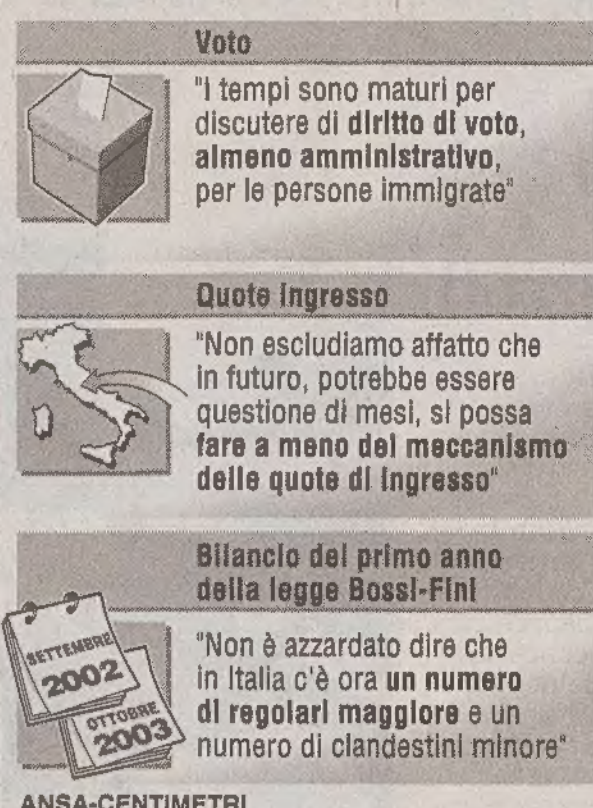 Voto
"I tempi sono maturi per
discutere di diritto di voto,
almeno amministrativo,
per le persone immigrate"
Quote ingresso
"Non escludiamo affatto che
in futuro, potrebbe essere
questione di mesi, si possa
fare a meno del meccanismo
delle quote di ingresso"
Bilancio del primo anno
della legge Bossi-Fini
SETTEMBRE
2002
OTTOBRE
2003
"Non è azzardato dire che
in Italia c'è ora un numero
di regolari maggiore e un
numero di clandestini minore"
ANSA-CENTIMETRI